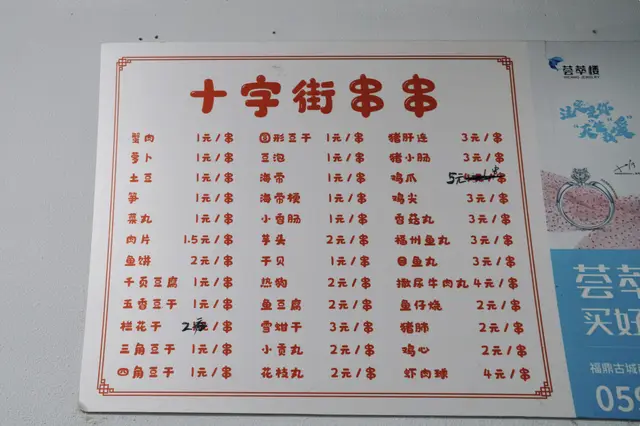 十字街串串
蟹肉 1元/串 圆形豆干 1元/串 猪肝连 3元/串
萝卜 1元/串 豆泡 1元/串 猪小肠 3元/串
土豆 1元/串 海带 1元/串 鸡爪 5元/串
笋 1元/串 海带梗 1元/串 鸡尖 3元/串
菜丸 1元/串 小香肠 1元/串 香菇丸 3元/串
肉片 1.5元/串 芋头 2元/串 福州鱼丸 3元/串
鱼饼 2元/串 干贝 1元/串 鱼丸 3元/串
千页豆腐 1元/串 热狗 2元/串 撒尿牛肉丸 4元/串
五香豆干 1元/串 鱼豆腐 2元/串 鱼仔烧 2元/串
栏花干 2元/串 雪柑干 3元/串 猪肺 2元/串
三角豆干 1元/串 小贡丸 2元/串 鸡心 2元/串
四角豆干 1元/串 花枝丸 2元/串 虾肉球 4元/串
荟萃楼
荟萃
买好
福鼎古城
059